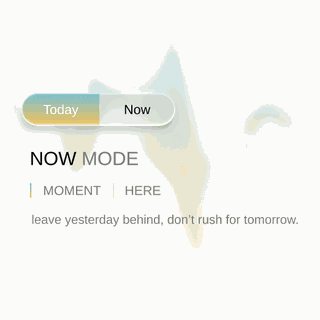 Today Now
NOW MODE
MOMENT HERE
leave yesterday behind, don't rush for tomorrow.